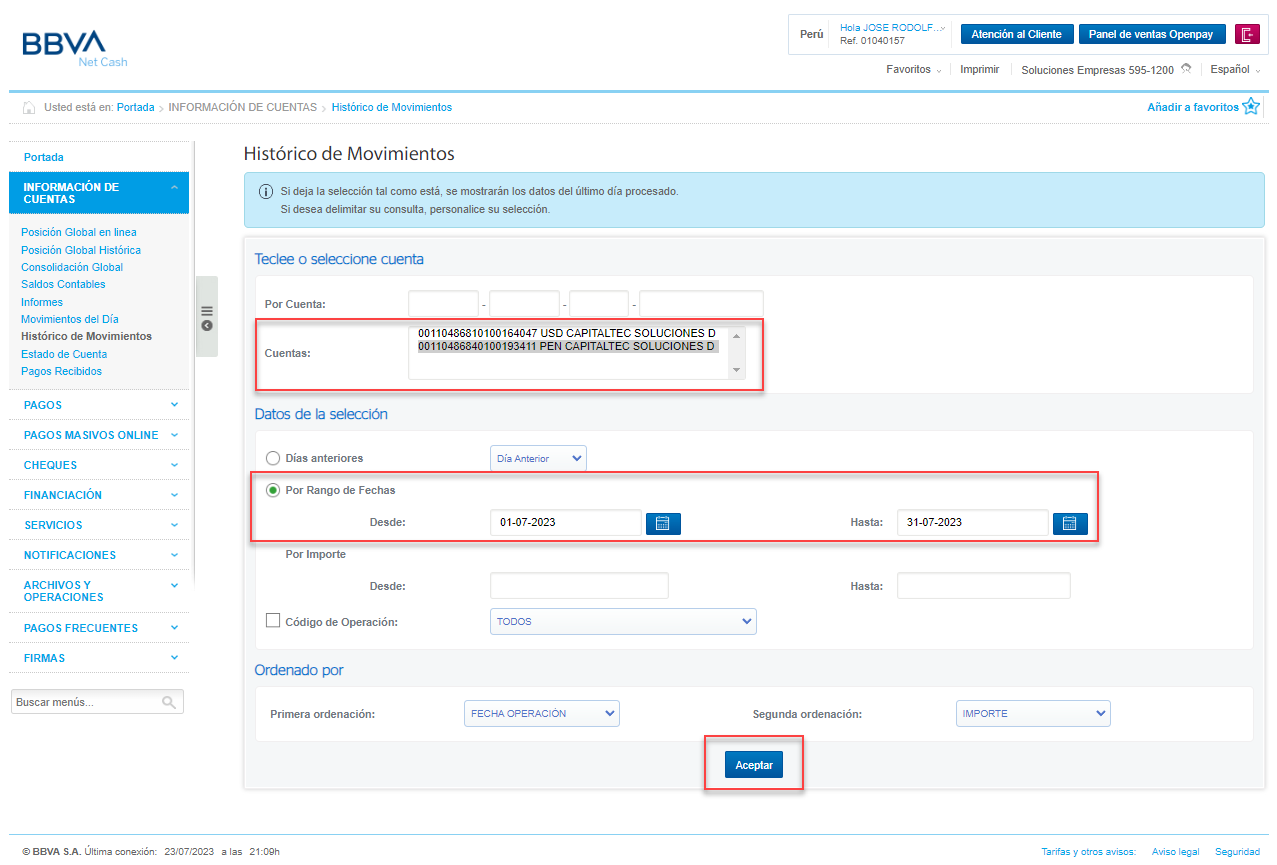 BBVA
Net Cash
Perú
Hola JOSE RODOLF...
Ref. 01040157
Atención al Cliente
Panel de ventas Openpay
Favoritos
Imprimir
Soluciones Empresas 595-1200
Español
Usted está en: Portada > INFORMACIÓN DE CUENTAS > Histórico de Movimientos
Añadir a favoritos
Portada
INFORMACIÓN DE
CUENTAS
Posición Global en linea
Posición Global Histórica
Consolidación Global
Saldos Contables
Informes
Movimientos del Día
Histórico de Movimientos
Estado de Cuenta
Pagos Recibidos
PAGOS
PAGOS MASIVOS ONLINE
CHEQUES
FINANCIACIÓN
SERVICIOS
NOTIFICACIONES
ARCHIVOS Y
OPERACIONES
PAGOS FRECUENTES
FIRMAS
Buscar menús...
Histórico de Movimientos
Si deja la selección tal como está, se mostrarán los datos del último día procesado.
Si desea delimitar su consulta, personalice su selección.
Teclee o seleccione cuenta
Por Cuenta: - - -
Cuentas:
00110486810100164047 USD CAPITALTEC SOLUCIONES D
00110486840100193411 PEN CAPITALTEC SOLUCIONES D
Datos de la selección
Días anteriores Día Anterior
Por Rango de Fechas
Desde: 01-07-2023 Hasta: 31-07-2023
Por Importe
Desde: Hasta:
Código de Operación: TODOS
Ordenado por
Primera ordenación: FECHA OPERACIÓN Segunda ordenación: IMPORTE
Aceptar
© BBVA S.A. Última conexión: 23/07/2023 a las 21:09h
Tarifas y otros avisos: Aviso legal Seguridad